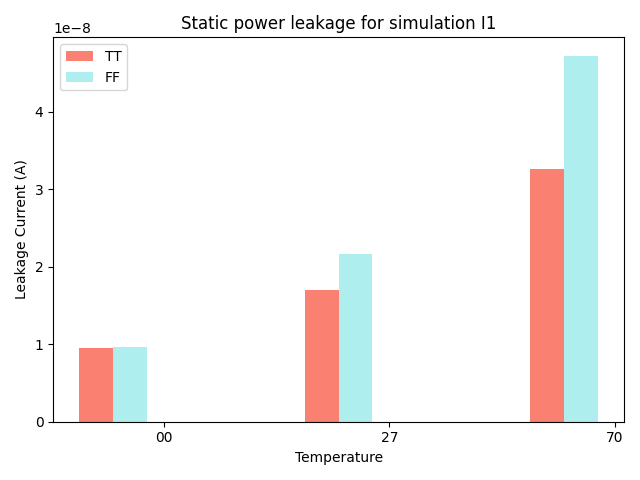 Static power leakage for simulation I1
1e−8
TT
FF
4
3
2
1
0
Leakage Current (A)
00
27
70
Temperature